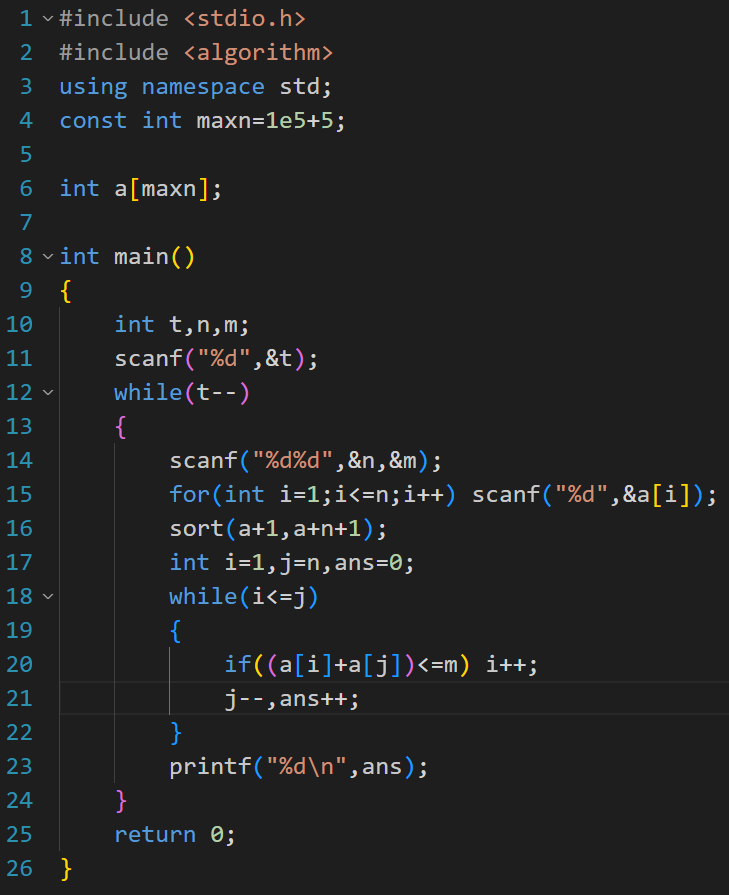 1 #include <stdio.h>
2 #include <algorithm>
3 using namespace std;
4 const int maxn=1e5+5;
5
6 int a[maxn];
7
8 int main()
9 {
10     int t,n,m;
11     scanf("%d",&t);
12     while(t--)
13     {
14         scanf("%d%d",&n,&m);
15         for(int i=1;i<=n;i++) scanf("%d",&a[i]);
16         sort(a+1,a+n+1);
17         int i=1,j=n,ans=0;
18         while(i<=j)
19         {
20             if((a[i]+a[j])<=m) i++;
21             j--,ans++;
22         }
23         printf("%d\n",ans);
24     }
25     return 0;
26 }